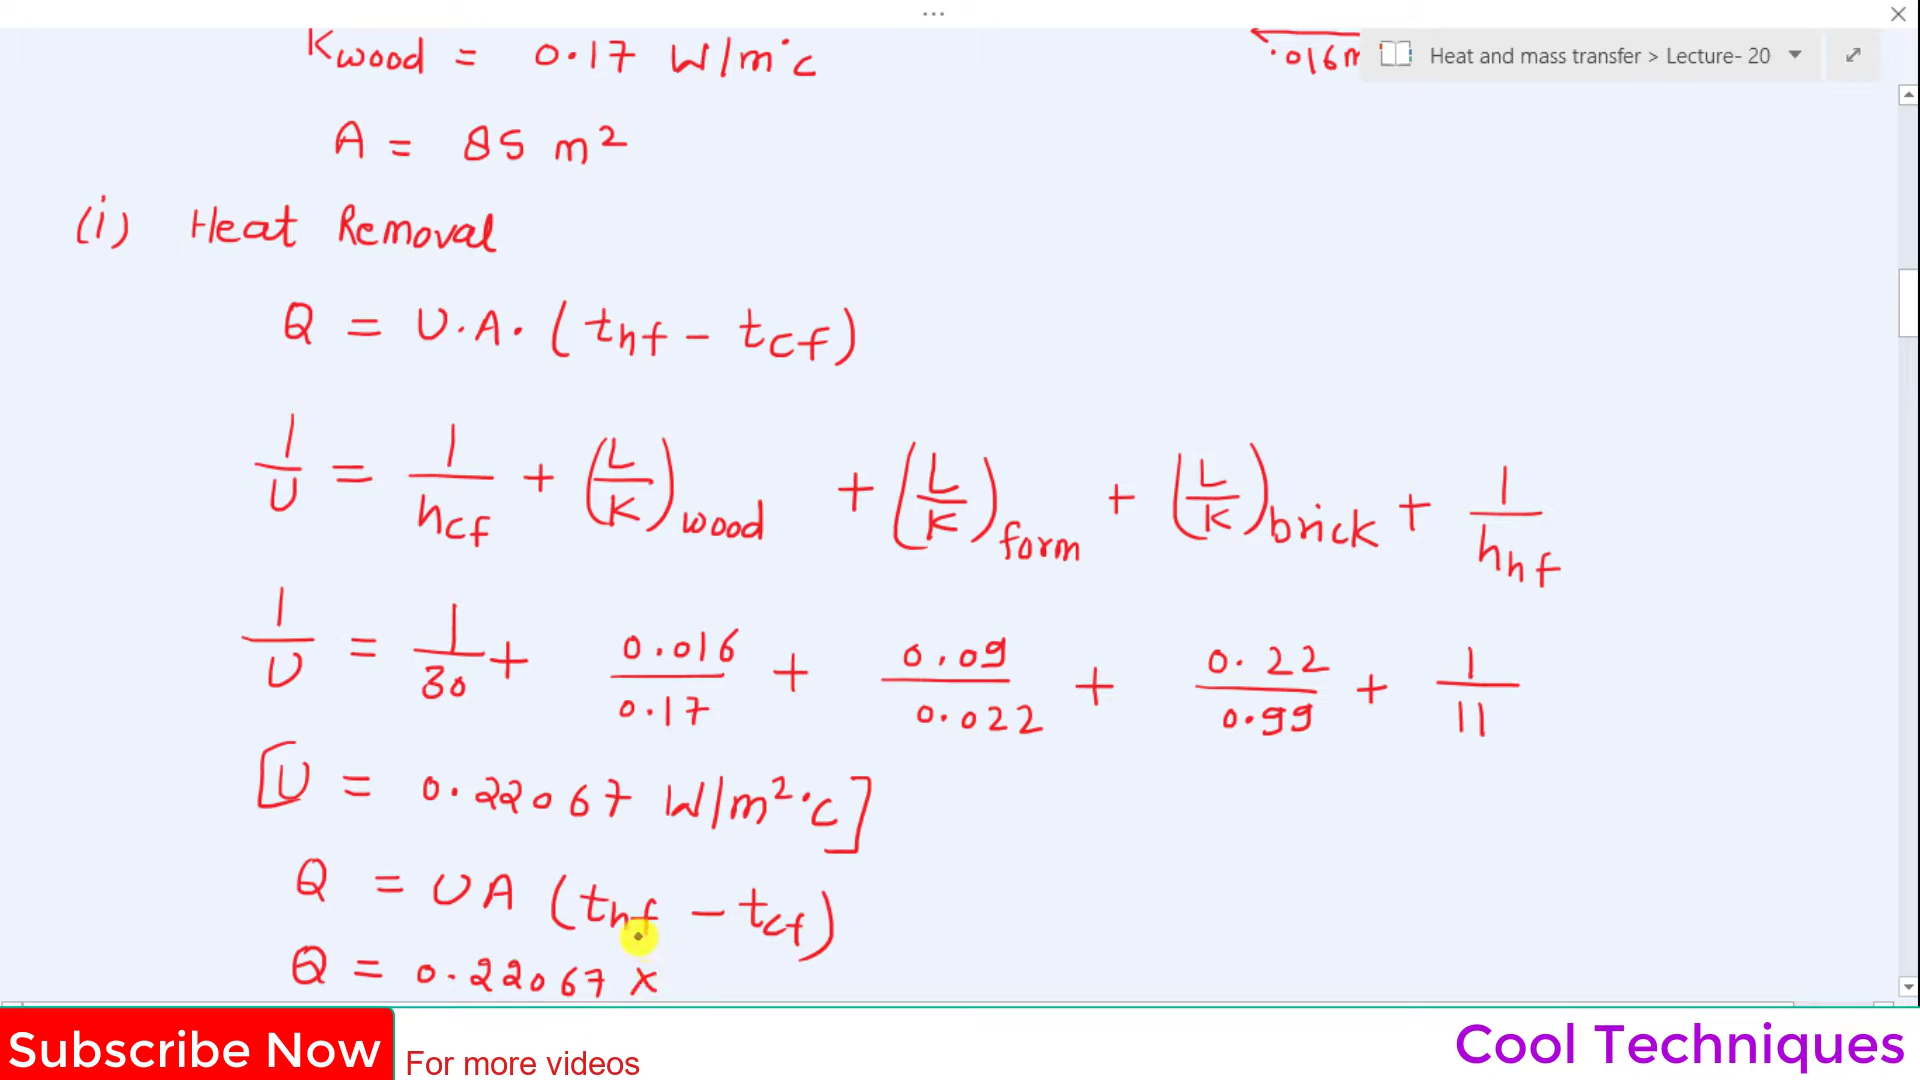 ...
Kwood = 0.17 W/m°c
.016m
Heat and mass transfer > Lecture- 20
A = 85 m²
(i) Heat Removal
Q = U.A. (thf - tcf)
1/U = 1/hcf + (L/K)wood + (L/K)form + (L/K)brick + 1/hhf
1/U = 1/30 + 0.016/0.17 + 0.09/0.022 + 0.22/0.99 + 1/11
[U = 0.22067 W/m²°c]
Q = UA (thf - tcf)
Q = 0.22067 x
Subscribe Now
For more videos
Cool Techniques